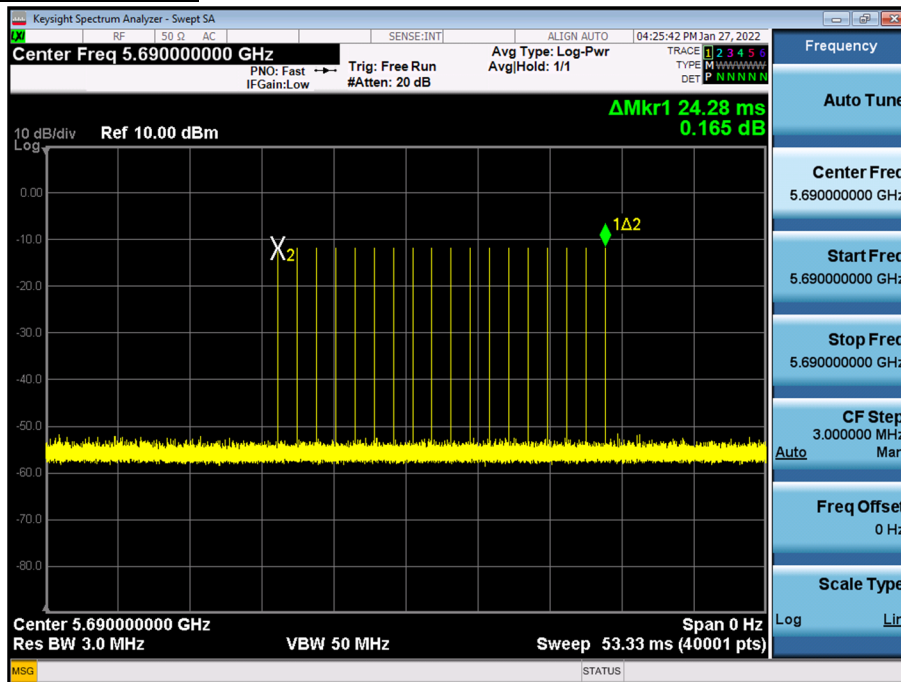 Keysight Spectrum Analyzer - Swept SA
LXI RF 50 Ω AC SENSE:INT ALIGN AUTO 04:25:42 PM Jan 27, 2022
Center Freq 5.690000000 GHz
PNO: Fast
IFGain:Low
Trig: Free Run
#Atten: 20 dB
Avg Type: Log-Pwr
Avg|Hold: 1/1
TRACE 1 2 3 4 5 6
TYPE M W W W W W
DET P N N N N N
ΔMkr1 24.28 ms
0.165 dB
10 dB/div Ref 10.00 dBm
Log
0.00
-10.0
-20.0
-30.0
-40.0
-50.0
-60.0
-70.0
-80.0
X2
1Δ2
Center 5.690000000 GHz Span 0 Hz
Res BW 3.0 MHz VBW 50 MHz Sweep 53.33 ms (40001 pts)
MSG STATUS
Frequency
Auto Tune
Center Freq
5.690000000 GHz
Start Freq
5.690000000 GHz
Stop Freq
5.690000000 GHz
CF Step
3.000000 MHz
Auto Man
Freq Offset
0 Hz
Scale Type
Log Lin